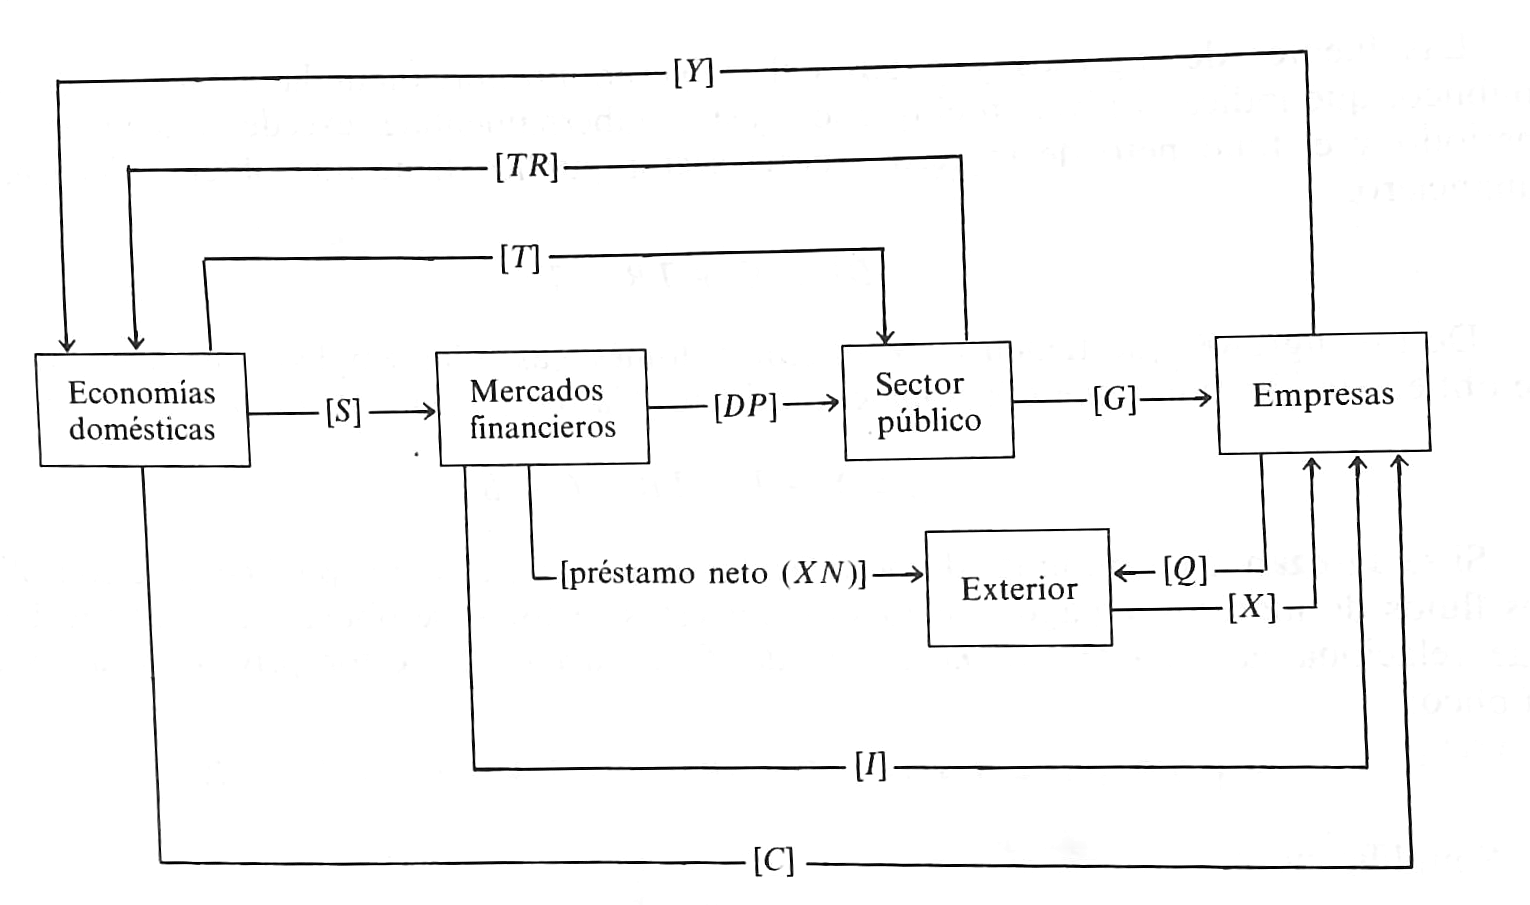 [Y]
[TR]
[T]
Economías
domésticas
[S]
Mercados
financieros
[DP]
Sector
público
[G]
Empresas
[préstamo neto (XN)]
Exterior
[Q]
[X]
[I]
[C]